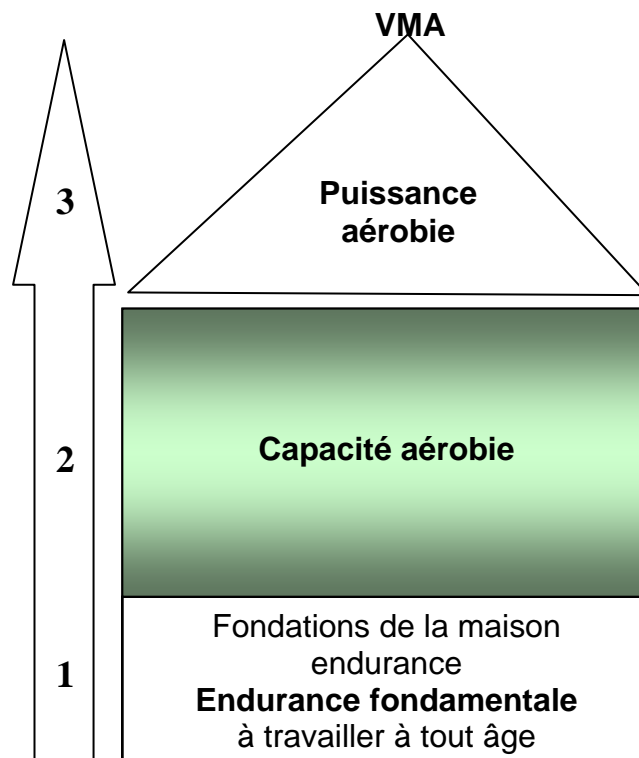 VMA
3
Puissance
aérobie
2
Capacité aérobie
1
Fondations de la maison
endurance
Endurance fondamentale
à travailler à tout âge